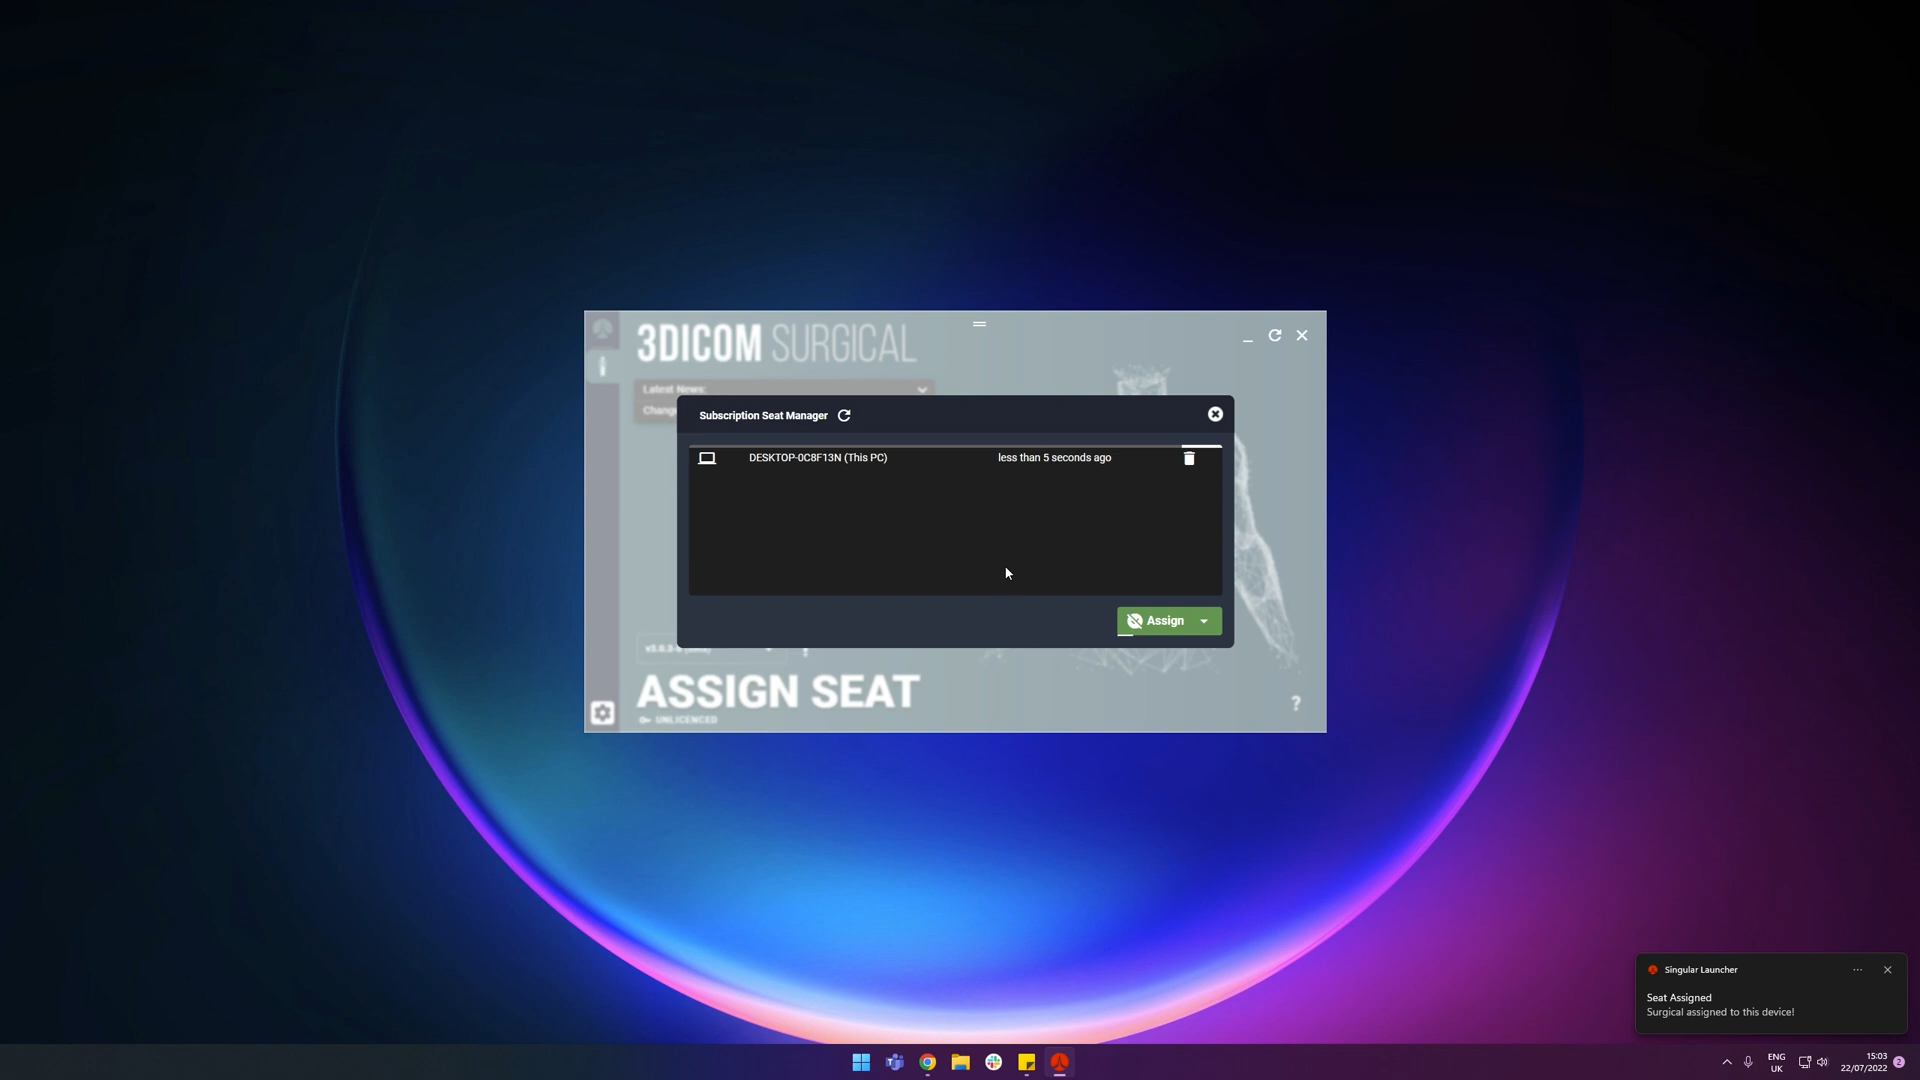 3DICOM SURGICAL
Latest News:
Subscription Seat Manager
DESKTOP-0C8F13N (This PC)
less than 5 seconds ago
Assign
ASSIGN SEAT
UNLICENCED
?
Singular Launcher
Seat Assigned
Surgical assigned to this device!
ENG
UK
15:03
22/07/2022
2